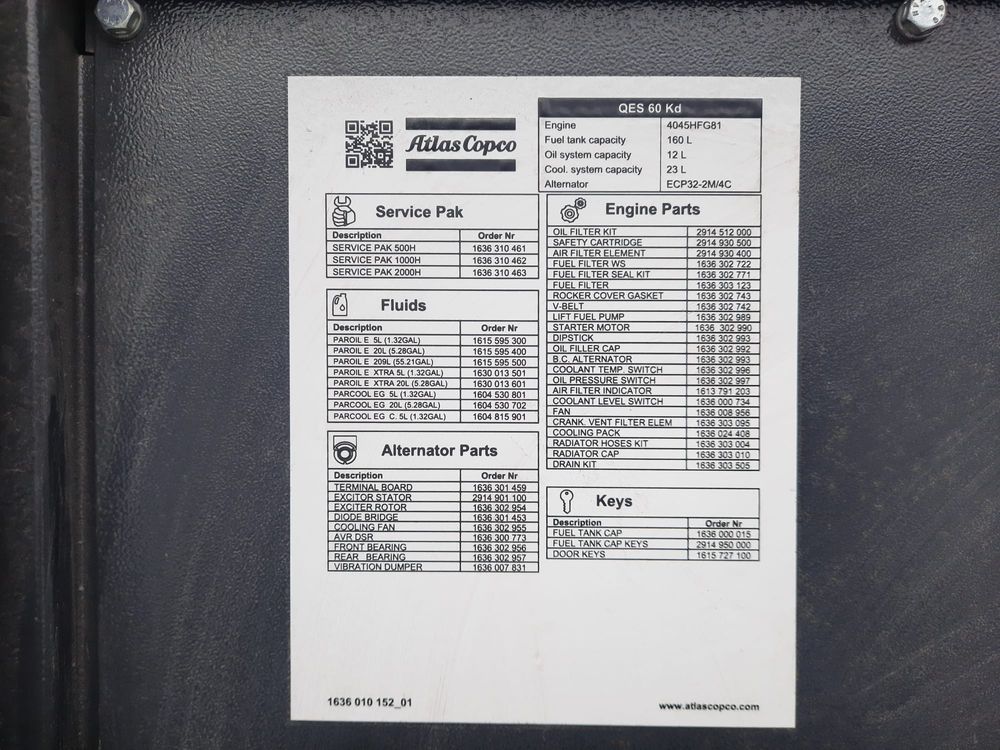 Atlas Copco
QES 60 Kd
Engine 4045HFG81
Fuel tank capacity 160 L
Oil system capacity 12 L
Cool. system capacity 23 L
Alternator ECP32-2M/4C
Service Pak
Description Order Nr
SERVICE PAK 500H 1636 310 461
SERVICE PAK 1000H 1636 310 462
SERVICE PAK 2000H 1636 310 463
Fluids
Description Order Nr
PAROIL E 5L (1.32GAL) 1615 595 300
PAROIL E 20L (5.28GAL) 1615 595 400
PAROIL E 209L (55.21GAL) 1615 595 500
PAROIL E XTRA 5L (1.32GAL) 1630 013 501
PAROIL E XTRA 20L (5.28GAL) 1630 013 601
PARCOOL EG 5L (1.32GAL) 1604 530 801
PARCOOL EG 20L (5.28GAL) 1604 530 702
PARCOOL EG C. 5L (1.32GAL) 1604 815 901
Alternator Parts
Description Order Nr
TERMINAL BOARD 1636 301 459
EXCITOR STATOR 2914 901 100
EXCITER ROTOR 1636 302 954
DIODE BRIDGE 1636 301 453
COOLING FAN 1636 302 955
AVR DSR 1636 300 773
FRONT BEARING 1636 302 956
REAR BEARING 1636 302 957
VIBRATION DUMPER 1636 007 831
Engine Parts
OIL FILTER KIT 2914 512 000
SAFETY CARTRIDGE 2914 930 500
AIR FILTER ELEMENT 2914 930 400
FUEL FILTER WS 1636 302 722
FUEL FILTER SEAL KIT 1636 302 771
FUEL FILTER 1636 303 123
ROCKER COVER GASKET 1636 302 743
V-BELT 1636 302 742
LIFT FUEL PUMP 1636 302 989
STARTER MOTOR 1636 302 990
DIPSTICK 1636 302 993
OIL FILLER CAP 1636 302 992
B.C. ALTERNATOR 1636 302 993
COOLANT TEMP. SWITCH 1636 302 996
OIL PRESSURE SWITCH 1636 302 997
AIR FILTER INDICATOR 1613 791 203
COOLANT LEVEL SWITCH 1636 000 734
FAN 1636 008 956
CRANK. VENT FILTER ELEM 1636 303 095
COOLING PACK 1636 024 408
RADIATOR HOSES KIT 1636 303 004
RADIATOR CAP 1636 303 010
DRAIN KIT 1636 303 505
Keys
Description Order Nr
FUEL TANK CAP 1636 000 015
FUEL TANK CAP KEYS 2914 950 000
DOOR KEYS 1615 727 100
1636 010 152_01
www.atlascopco.com